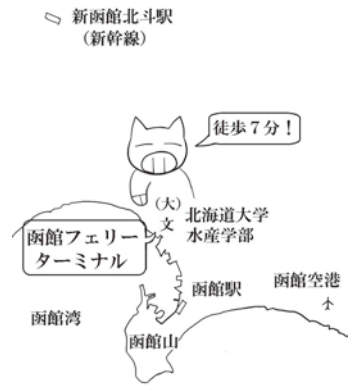 新函館北斗駅
(新幹線)
徒歩7分！
(大)
文
北海道大学
水産学部
函館フェリー
ターミナル
函館駅
函館空港
函館湾
函館山